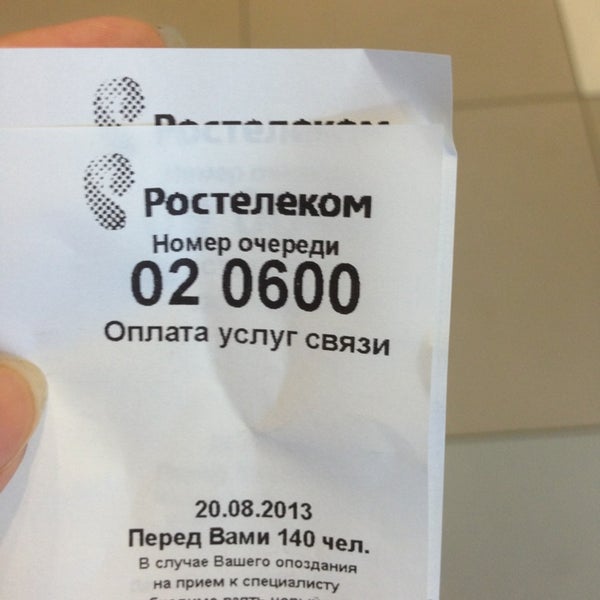 Ростелеком
Ростелеком
Номер очереди
02 0600
Оплата услуг связи
20.08.2013
Перед Вами 140 чел.
В случае Вашего опоздания
на прием к специалисту